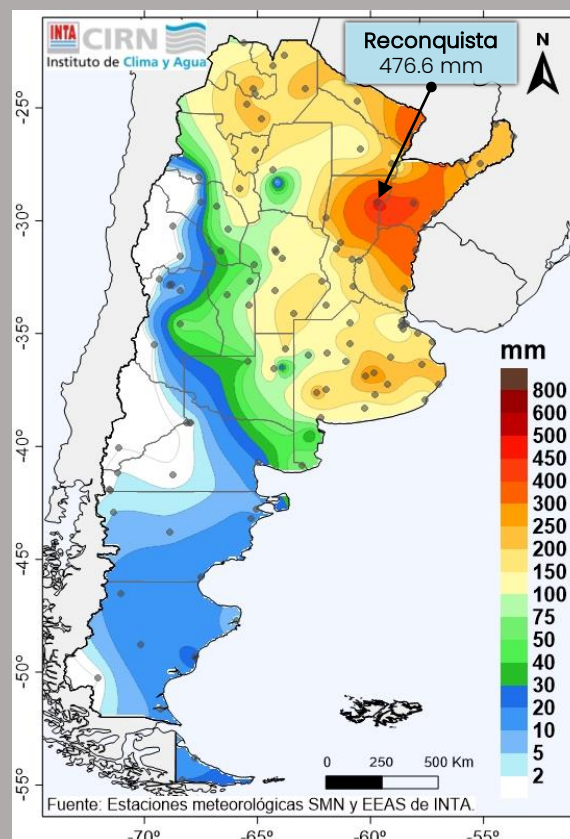 INTA CIRN
Instituto de Clima y Agua
Reconquista
476.6 mm
N
-25°
-30°
-35°
-40°
-45°
-50°
-55°
mm
800
600
500
450
400
300
250
200
150
100
75
50
40
30
20
10
5
2
0 250 500 Km
Fuente: Estaciones meteorológicas SMN y EEAS de INTA.
-70° -65° -60° -55°